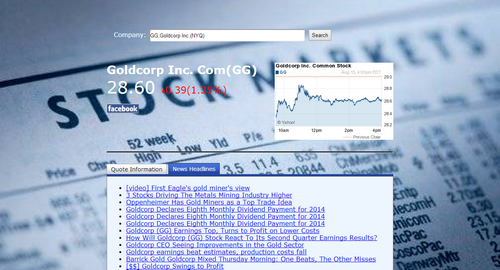 Company: GG,Goldcorp Inc (NYQ) Search
Goldcorp Inc. Com(GG)
28.60
facebook
Goldcorp Inc. Common Stock
GG
Aug 15, 4:01pm EDT
29.0
28.8
28.6
28.4
28.2
© Yahoo!
10am 12pm 2pm 4pm
Previous Close
STOCK MARKETS
52 week
High Low
Price Chg
Yld P/E
Quote Information News Headlines
[video] First Eagle's gold miner's view
3 Stocks Driving The Metals Mining Industry Higher
Oppenheimer Has Gold Miners as a Top Trade Idea
Goldcorp Declares Eighth Monthly Dividend Payment for 2014
Goldcorp Declares Eighth Monthly Dividend Payment for 2014
Goldcorp Declares Eighth Monthly Dividend Payment for 2014
Goldcorp (GG) Earnings Top, Turns to Profit on Lower Costs
How Will Goldcorp (GG) Stock React To Its Second Quarter Earnings Results?
Goldcorp CEO Seeing Improvements in the Gold Sector
Goldcorp earnings beat estimates, production costs fall
Barrick Gold Goldcorp Mixed Thursday Morning: One Beats, The Other Misses
[$$] Goldcorp Swings to Profit